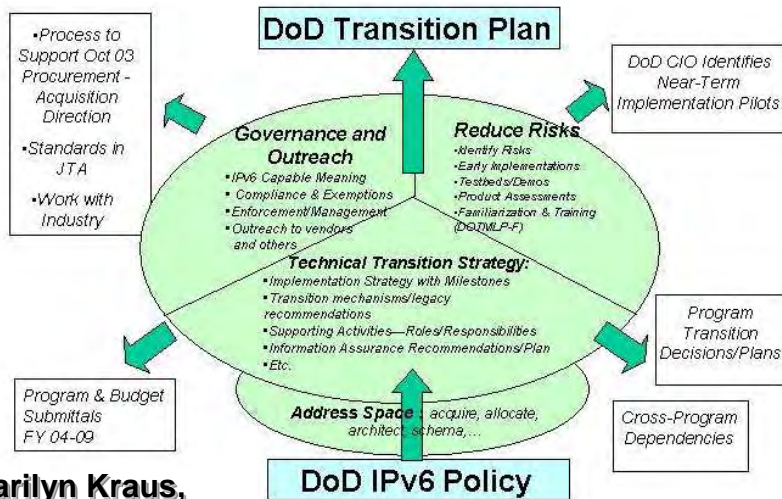 DoD Transition Plan
•Process to
Support Oct 03
Procurement -
Acquisition
Direction
•Standards in
JTA
•Work with
Industry
DoD CIO Identifies
Near-Term
Implementation Pilots
Governance and
Outreach
•IPv6 Capable Meaning
• Compliance & Exemptions
•Enforcement/Management
•Outreach to vendors
and others
Reduce Risks
•Identify Risks
•Early Implementations
•Testbeds/Demos
•Product Assessments
•Familiarization & Training
(DOTMLP-F)
Technical Transition Strategy:
•Implementation Strategy with Milestones
•Transition mechanisms/legacy
recommendations
•Supporting Activities—Roles/Responsibilities
•Information Assurance Recommendations/Plan
•Etc.
Program
Transition
Decisions/Plans
Program & Budget
Submittals
FY 04-09
Address Space : acquire, allocate,
architect, schema,...
Cross-Program
Dependencies
DoD IPv6 Policy
arilyn Kraus,